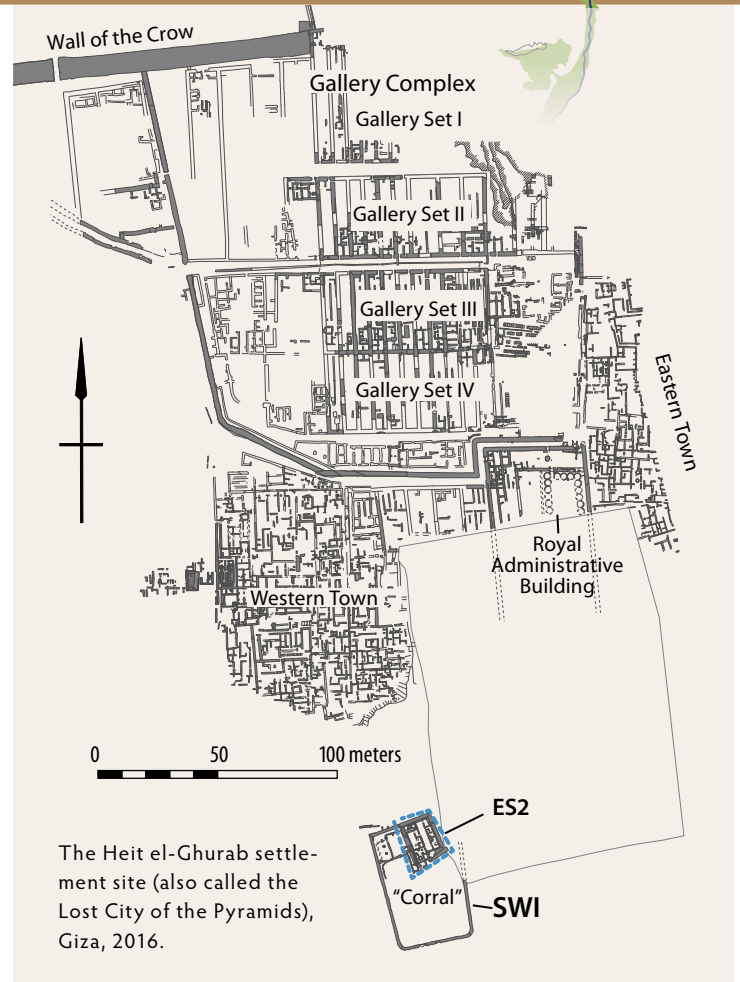 Wall of the Crow
Gallery Complex
Gallery Set I
Gallery Set II
Gallery Set III
Gallery Set IV
Eastern Town
Royal
Administrative
Building
Western Town
0 50 100 meters
ES2
"Corral"
SWI
The Heit el-Ghurab settle-
ment site (also called the
Lost City of the Pyramids),
Giza, 2016.